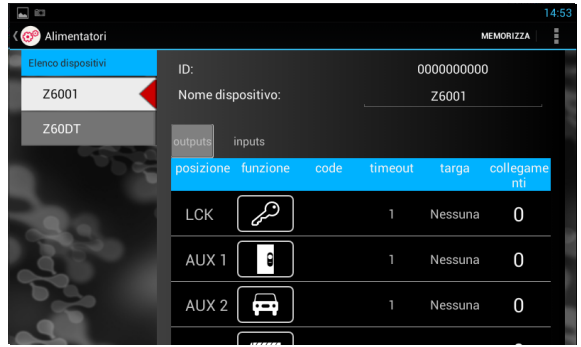 14:53
Alimentatori
MEMORIZZA
Elenco dispositivi
Z6001
Z60DT
ID: 0000000000
Nome dispositivo: Z6001
outputs inputs
posizione funzione code timeout targa collegame
nti
LCK 1 Nessuna 0
AUX 1 1 Nessuna 0
AUX 2 1 Nessuna 0